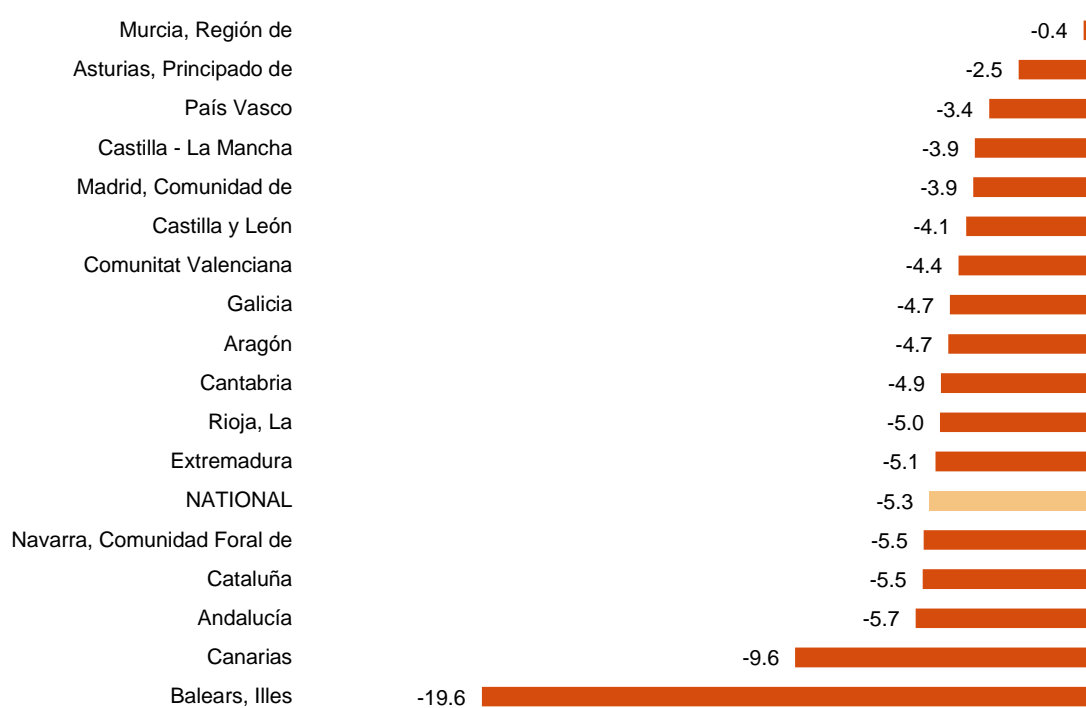 Murcia, Región de -0.4
Asturias, Principado de -2.5
País Vasco -3.4
Castilla - La Mancha -3.9
Madrid, Comunidad de -3.9
Castilla y León -4.1
Comunitat Valenciana -4.4
Galicia -4.7
Aragón -4.7
Cantabria -4.9
Rioja, La -5.0
Extremadura -5.1
NATIONAL -5.3
Navarra, Comunidad Foral de -5.5
Cataluña -5.5
Andalucía -5.7
Canarias -9.6
Balears, Illes -19.6